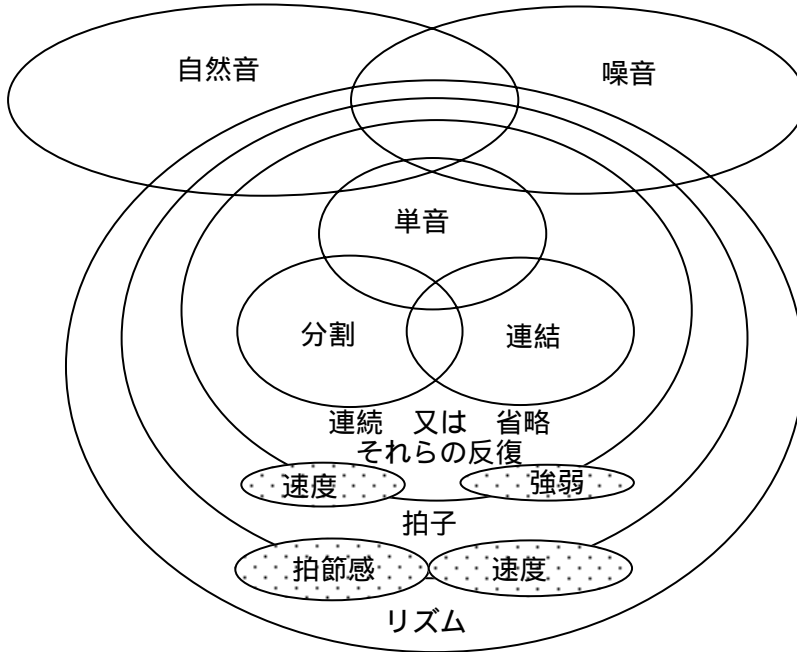 自然音
噪音
単音
分割
連結
連続　又は　省略
それらの反復
速度
強弱
拍子
拍節感
速度
リズム